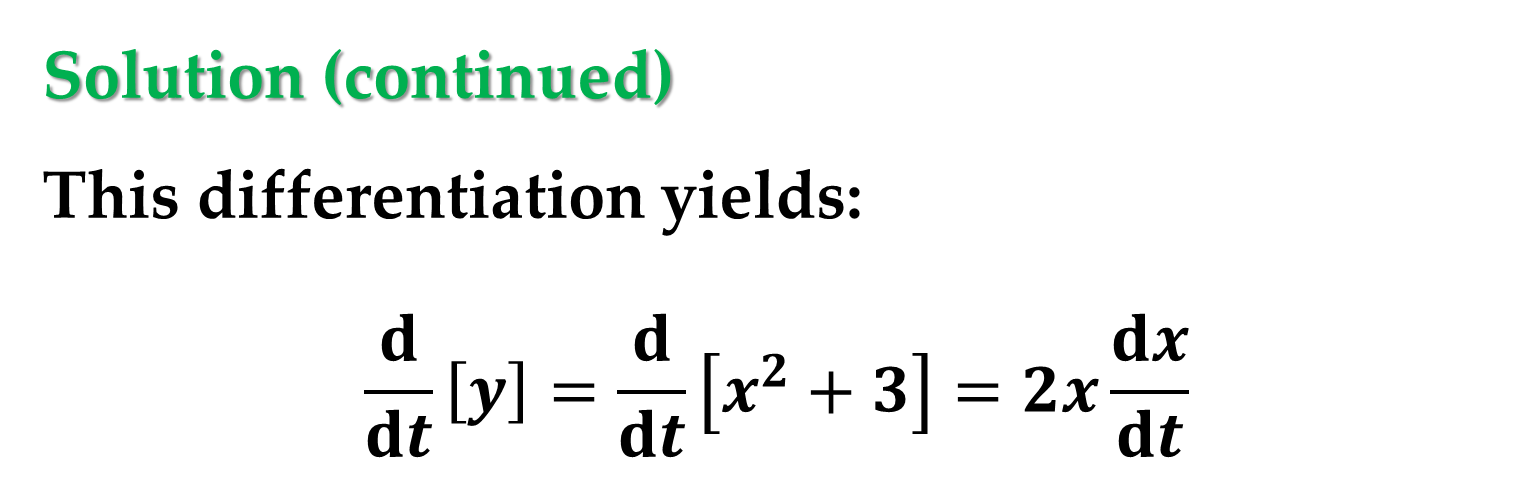 Solution (continued)
This differentiation yields:
d/dt [y] = d/dt [x² + 3] = 2x dx/dt